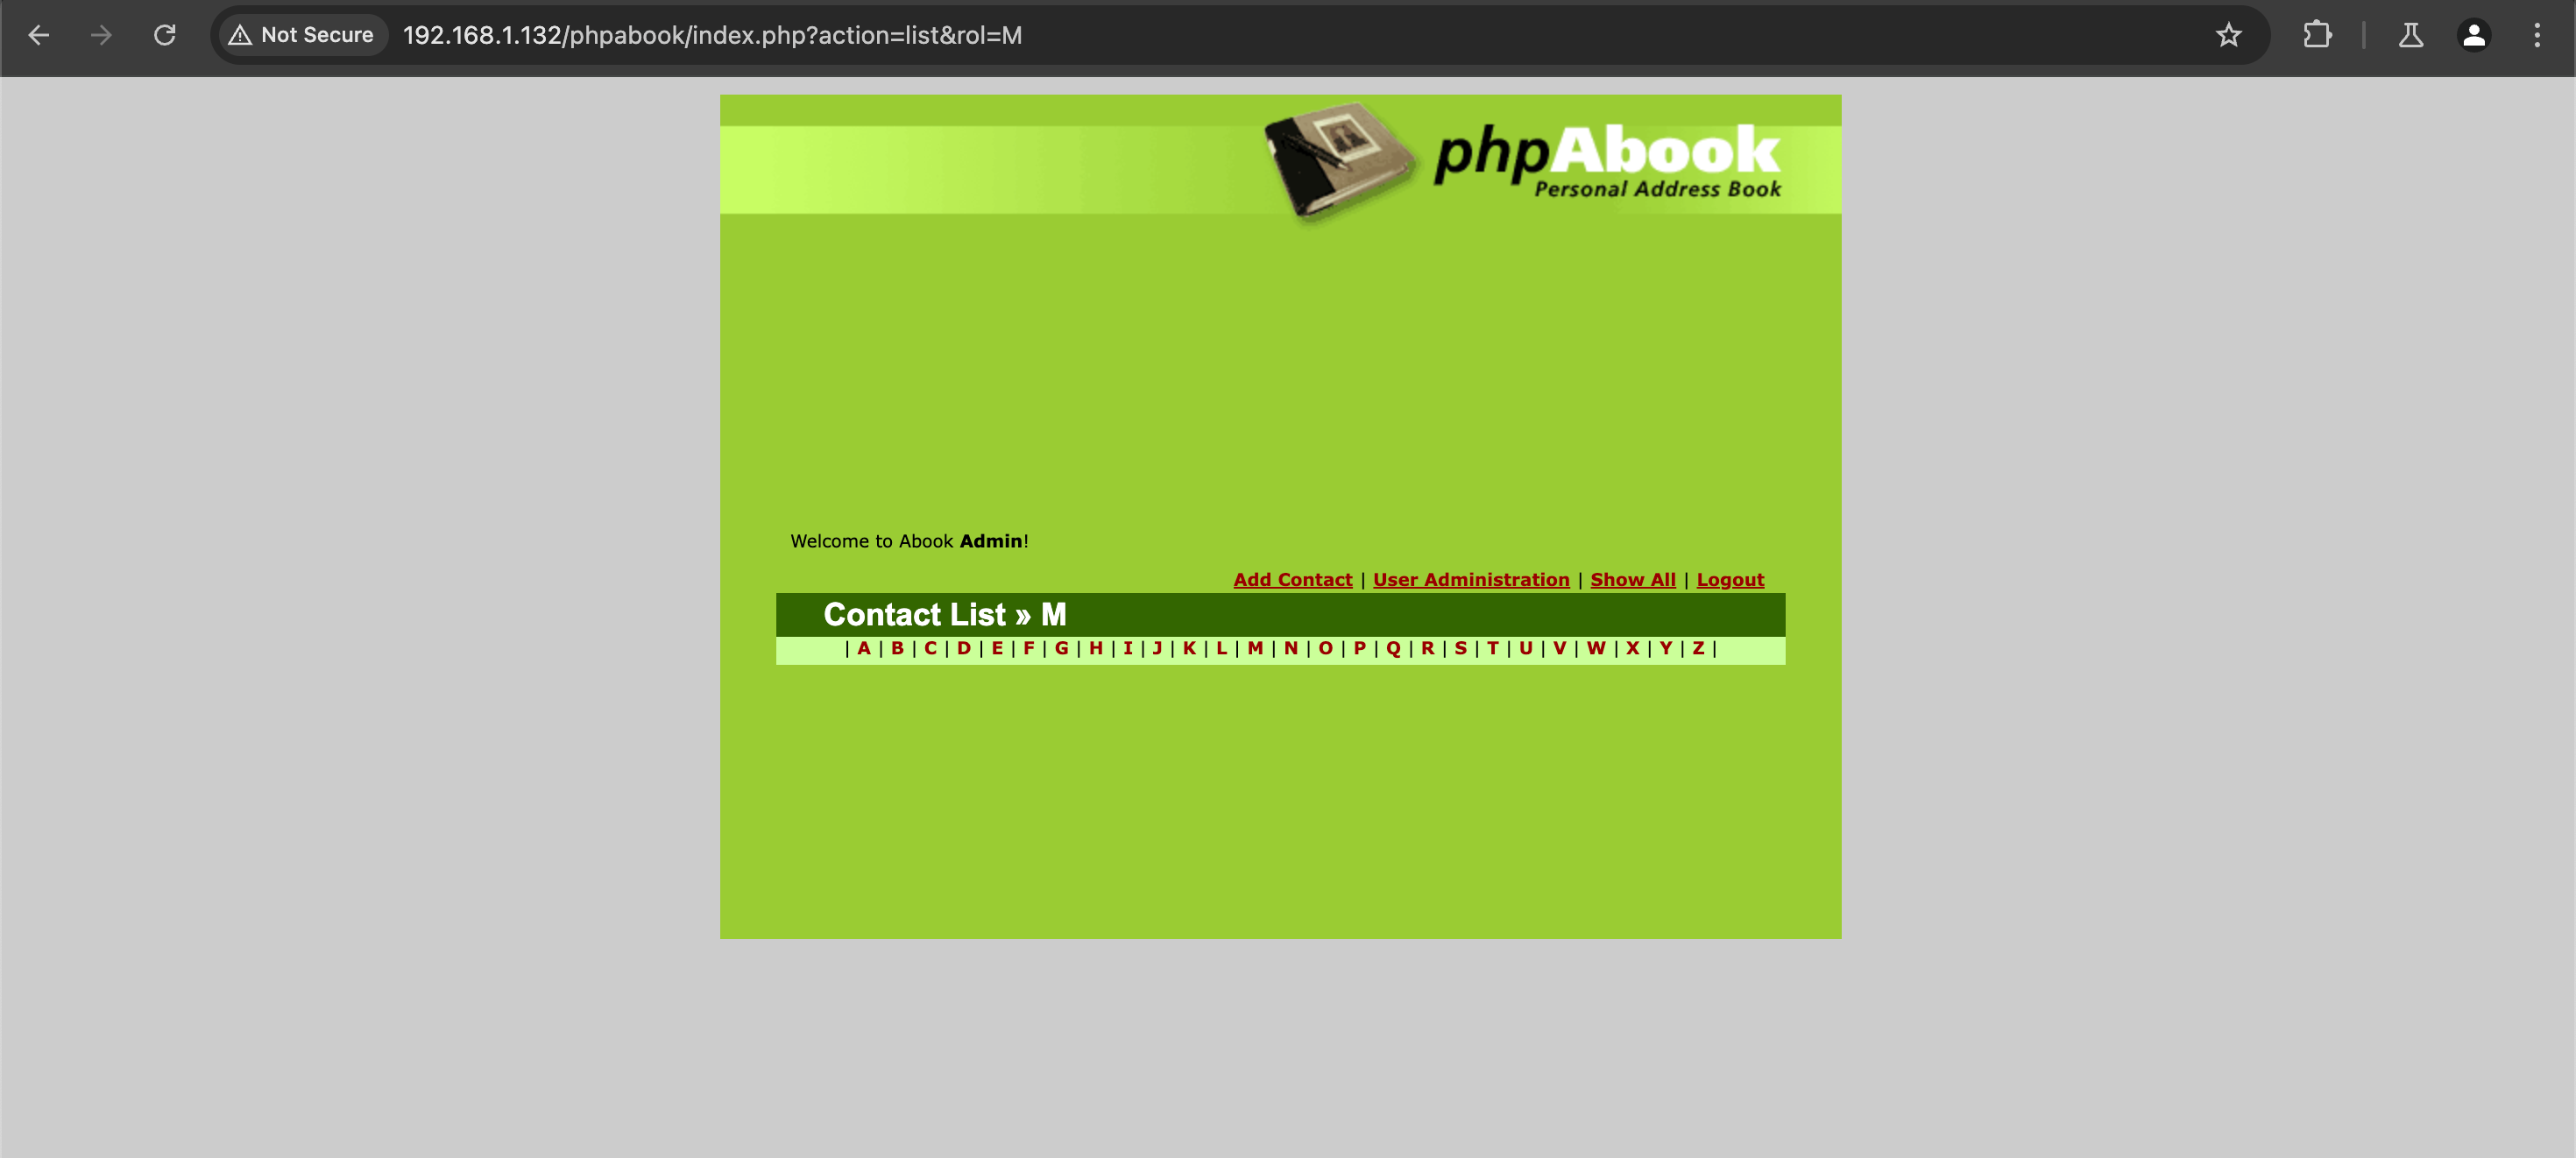 Not Secure 192.168.1.132/phpabook/index.php?action=list&rol=M
phpAbook
Personal Address Book
Welcome to Abook Admin!
Add Contact | User Administration | Show All | Logout
Contact List » M
| A | B | C | D | E | F | G | H | I | J | K | L | M | N | O | P | Q | R | S | T | U | V | W | X | Y | Z |